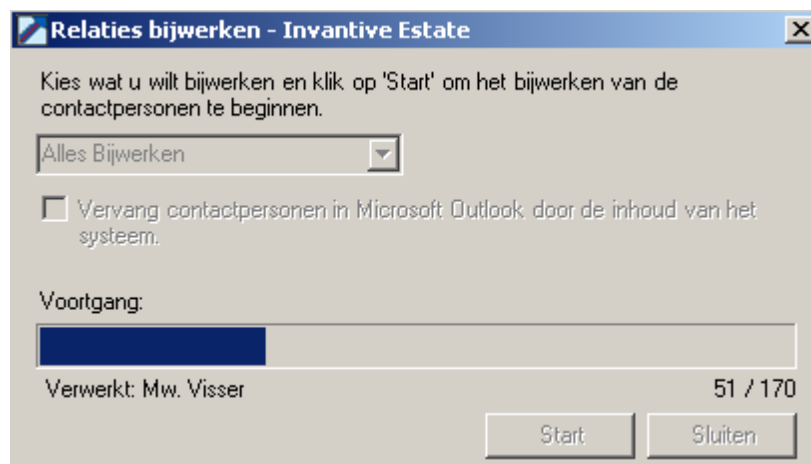 Relaties bijwerken - Invantive Estate
Kies wat u wilt bijwerken en klik op 'Start' om het bijwerken van de
contactpersonen te beginnen.
Alles Bijwerken
Vervang contactpersonen in Microsoft Outlook door de inhoud van het
systeem.
Voortgang:
Verwerkt: Mw. Visser 51 / 170
Start Sluiten